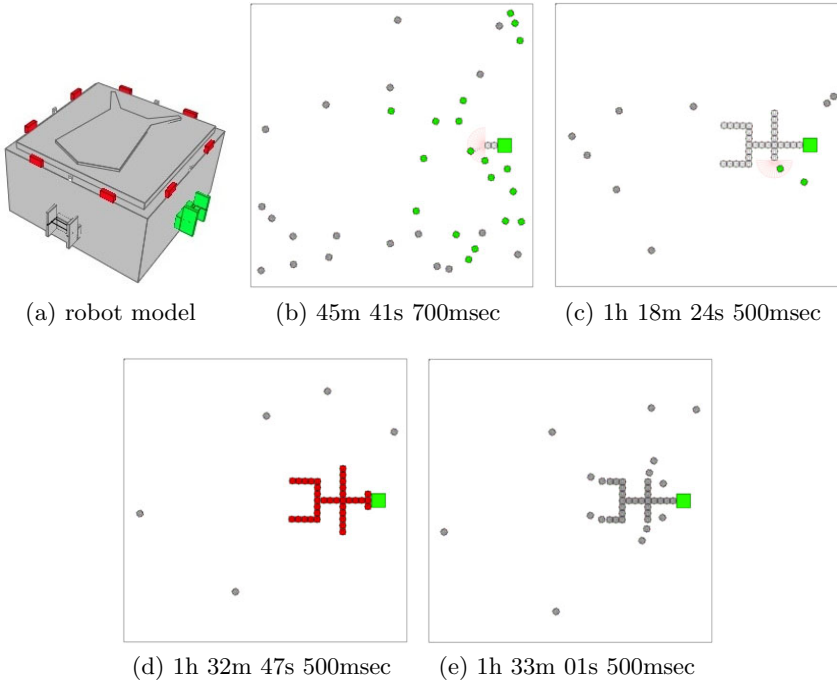 (a) robot model
(b) 45m 41s 700msec
(c) 1h 18m 24s 500msec
(d) 1h 32m 47s 500msec
(e) 1h 33m 01s 500msec